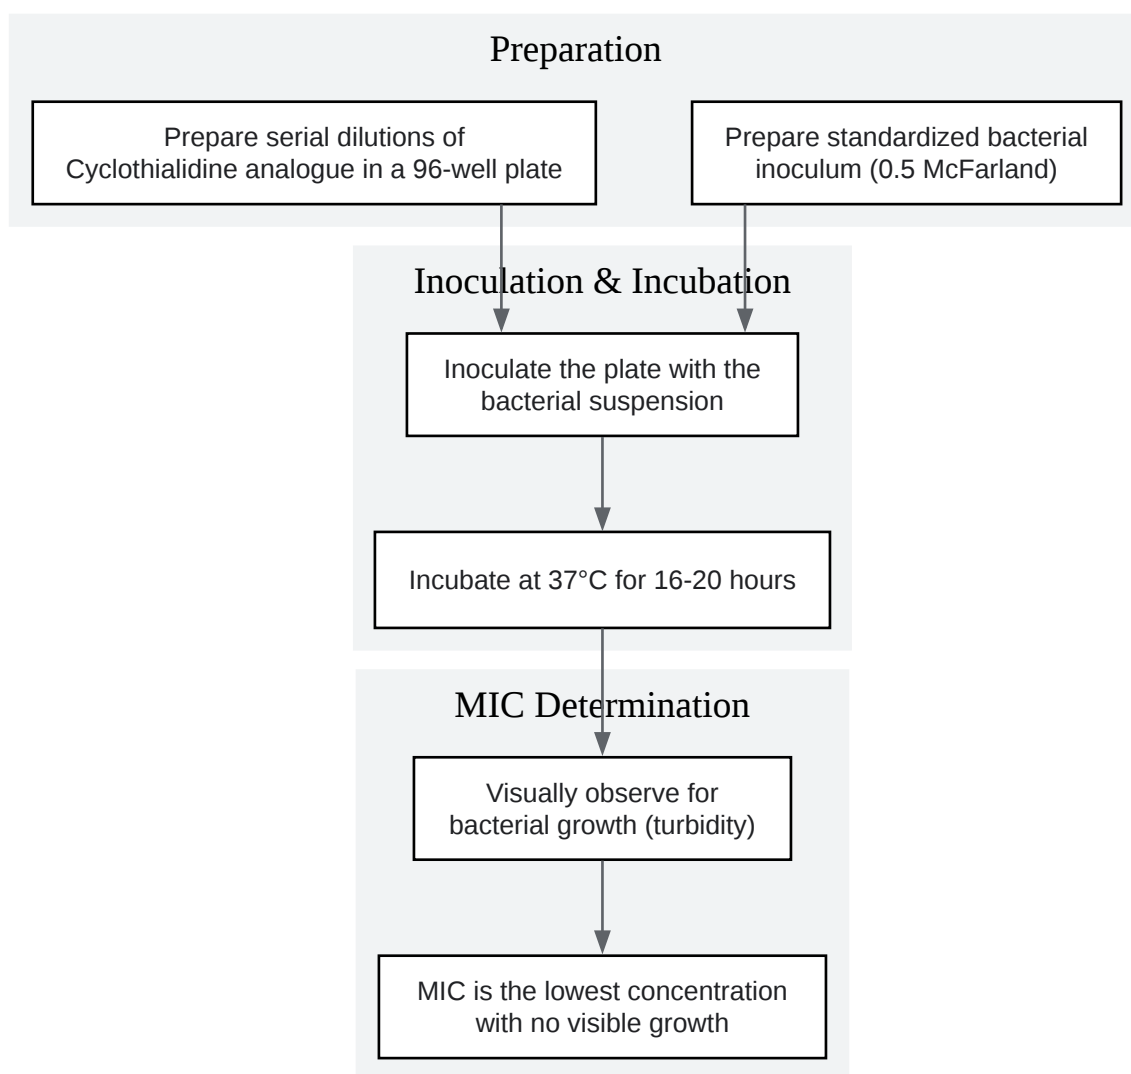 Preparation
Prepare serial dilutions of
Cyclothialidine analogue in a 96-well plate
Prepare standardized bacterial
inoculum (0.5 McFarland)
Inoculation & Incubation
Inoculate the plate with the
bacterial suspension
Incubate at 37°C for 16-20 hours
MIC Determination
Visually observe for
bacterial growth (turbidity)
MIC is the lowest concentration
with no visible growth